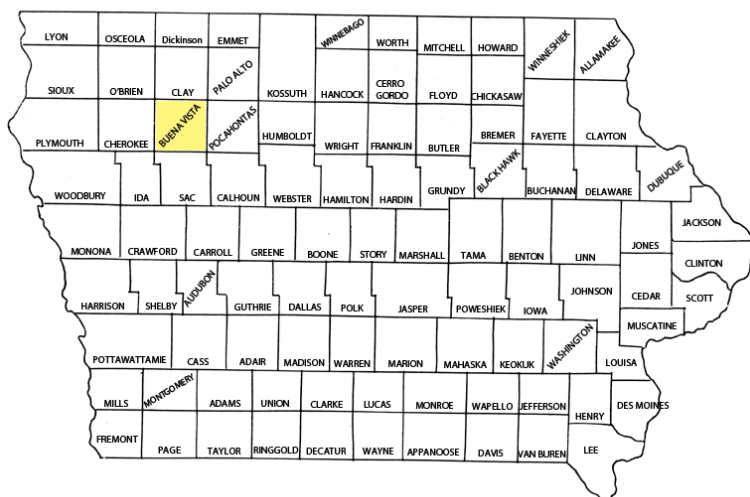 LYON OSCEOLA Dickinson EMMET WINNEBAGO WORTH MITCHELL HOWARD WINNESHIEK ALLAMAKEE
SIOUX O'BRIEN CLAY PALO ALTO KOSSUTH HANCOCK CERRO GORDO FLOYD CHICKASAW
PLYMOUTH CHEROKEE BUENA VISTA POCAHONTAS HUMBOLDT WRIGHT FRANKLIN BUTLER BREMER FAYETTE CLAYTON
WOODBURY IDA SAC CALHOUN WEBSTER HAMILTON HARDIN GRUNDY BLACK HAWK BUCHANAN DELAWARE DUBUQUE
MONONA CRAWFORD CARROLL GREENE BOONE STORY MARSHALL TAMA BENTON LINN JONES JACKSON
CLINTON
HARRISON SHELBY AUDUBON GUTHRIE DALLAS POLK JASPER POWESHIEK IOWA JOHNSON CEDAR SCOTT
MUSCATINE
POTTAWATTAMIE CASS ADAIR MADISON WARREN MARION MAHASKA KEOKUK WASHINGTON LOUISA
MILLS MONTGOMERY ADAMS UNION CLARKE LUCAS MONROE WAPELLO JEFFERSON HENRY DES MOINES
FREMONT PAGE TAYLOR RINGGOLD DECATUR WAYNE APPANOOSE DAVIS VAN BUREN LEE